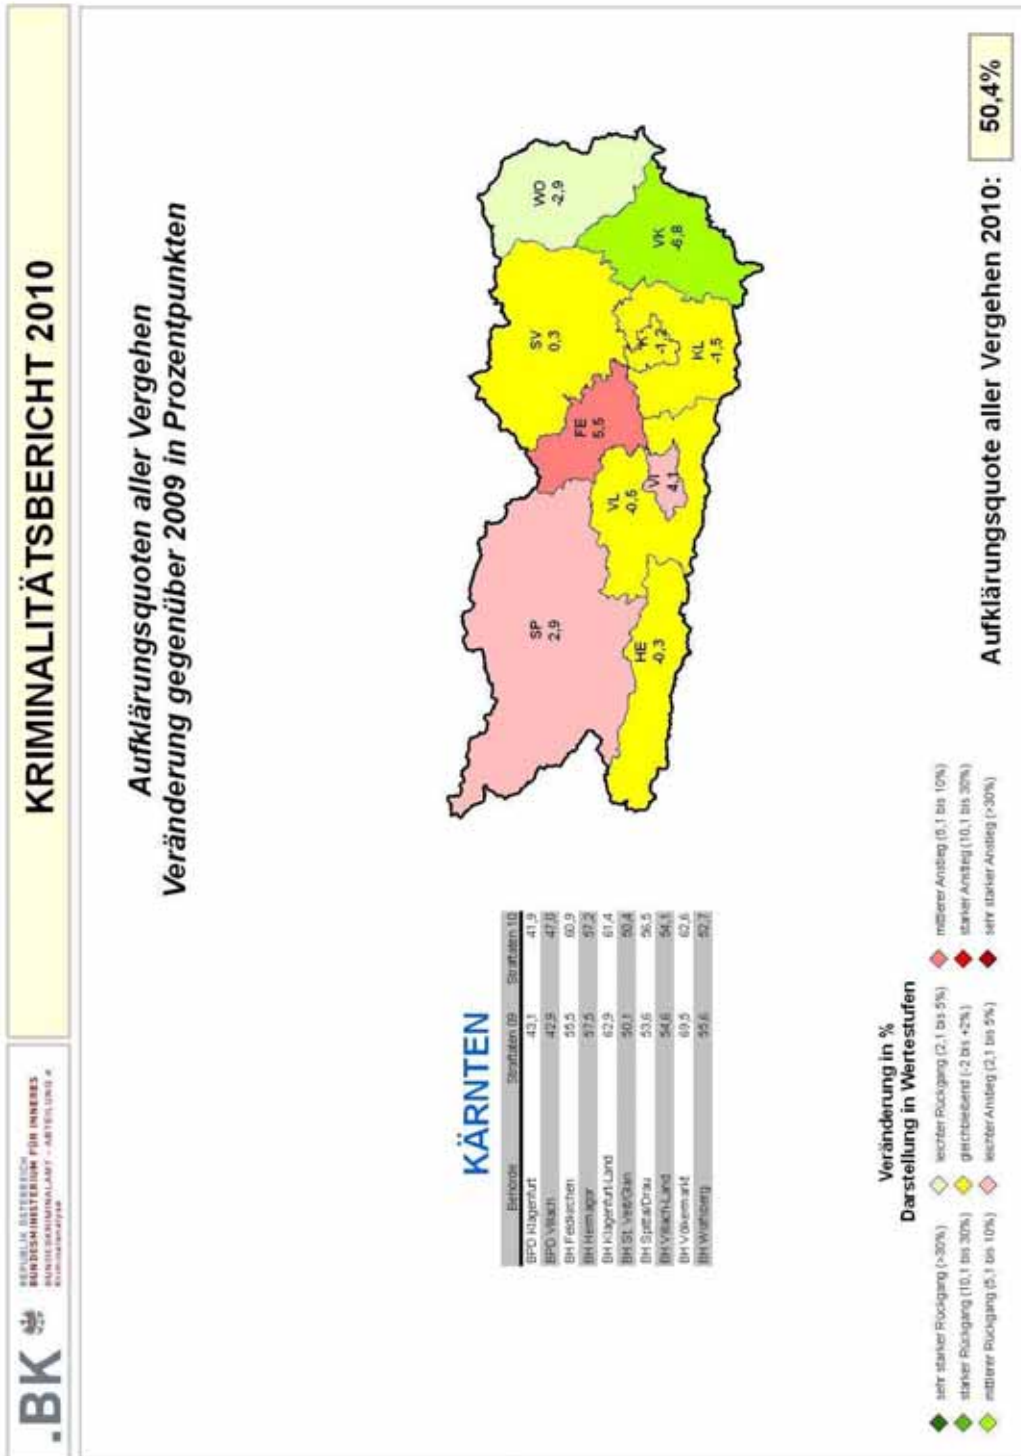 .BK
REPUBLIK ÖSTERREICH
BUNDESMINISTERIUM FÜR INNERES
BUNDESKRIMINALAMT - ABTEILUNG 4
Kriminalanalyse
KRIMINALITÄTSBERICHT 2010
Aufklärungsquoten aller Vergehen
Veränderung gegenüber 2009 in Prozentpunkten
KÄRNTEN
Behörde Straftaten 09 Straftaten 10
BPD Klagenfurt 43,1 41,9
BPD Villach 42,9 47,0
BH Feldkirchen 55,5 60,9
BH Hermagor 57,5 57,2
BH Klagenfurt-Land 62,9 61,4
BH St. Veit/Glan 50,1 50,4
BH Spittal/Drau 53,6 56,5
BH Villach-Land 54,6 54,1
BH Völkermarkt 69,5 62,6
BH Wolfsberg 55,6 52,7
SP
2,9
HE
-0,3
VL
-0,5
VI
4,1
FE
5,5
SV
0,3
K
-1,2
KL
-1,5
WO
-2,9
VK
-6,8
Veränderung in %
Darstellung in Wertestufen
sehr starker Rückgang (>30%)
starker Rückgang (10,1 bis 30%)
mittlerer Rückgang (5,1 bis 10%)
leichter Rückgang (2,1 bis 5%)
gleichbleibend (-2 bis +2%)
leichter Anstieg (2,1 bis 5%)
mittlerer Anstieg (5,1 bis 10%)
starker Anstieg (10,1 bis 30%)
sehr starker Anstieg (>30%)
Aufklärungsquote aller Vergehen 2010: 50,4%